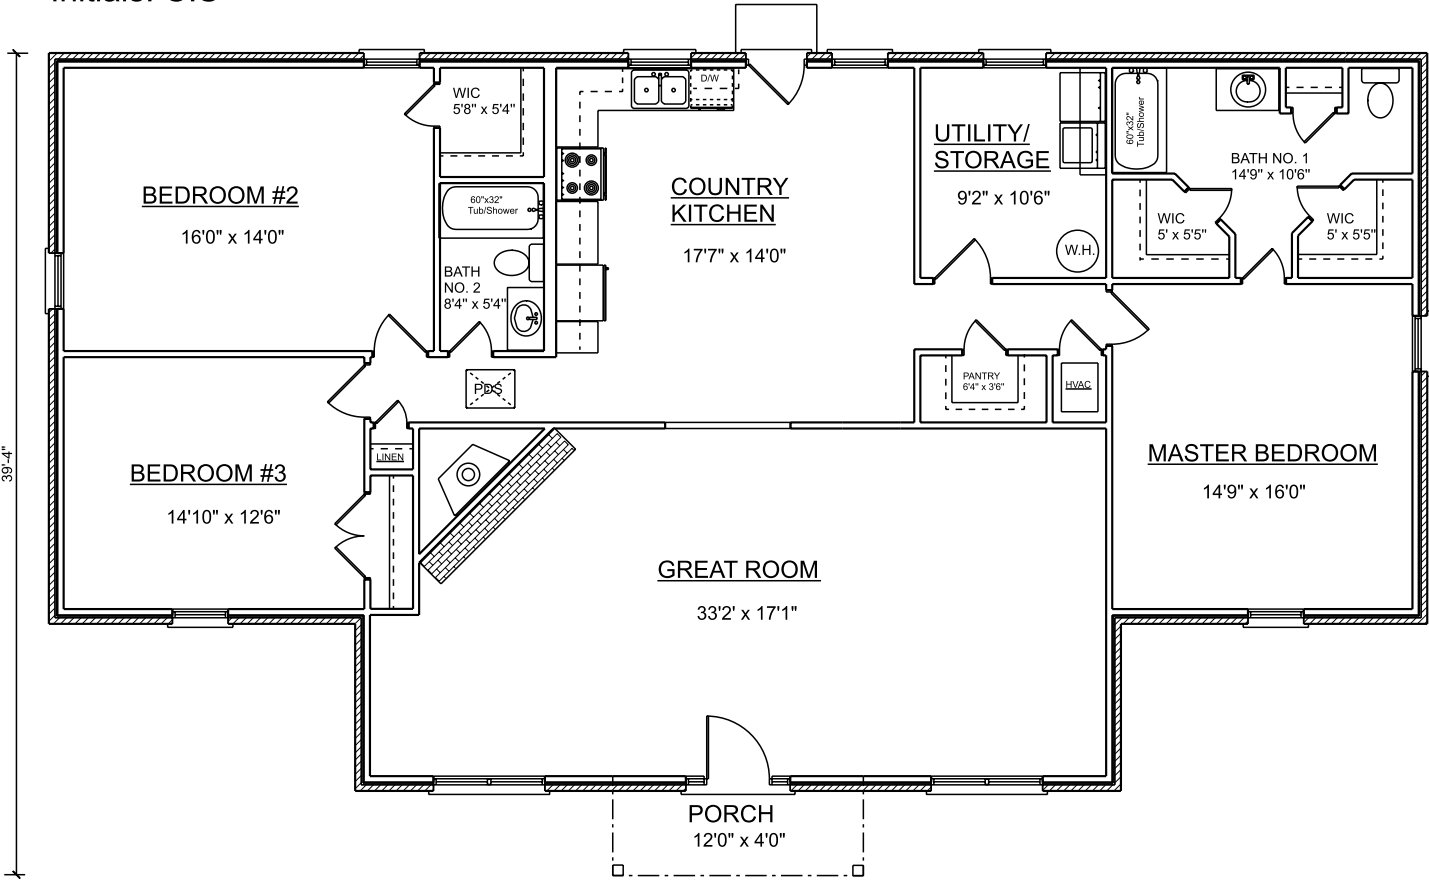 WIC
5'8" x 5'4"
D/W
UTILITY/
STORAGE
9'2" x 10'6"
60"x32"
Tub/Shower
BATH NO. 1
14'9" x 10'6"
BEDROOM #2
16'0" x 14'0"
60"x32"
Tub/Shower
COUNTRY
KITCHEN
17'7" x 14'0"
WIC
5' x 5'5"
WIC
5' x 5'5"
W.H.
BATH
NO. 2
8'4" x 5'4"
PDS
PANTRY
6'4" x 3'6"
HVAC
LINEN
BEDROOM #3
14'10" x 12'6"
MASTER BEDROOM
14'9" x 16'0"
39'-4"
GREAT ROOM
33'2' x 17'1"
PORCH
12'0" x 4'0"